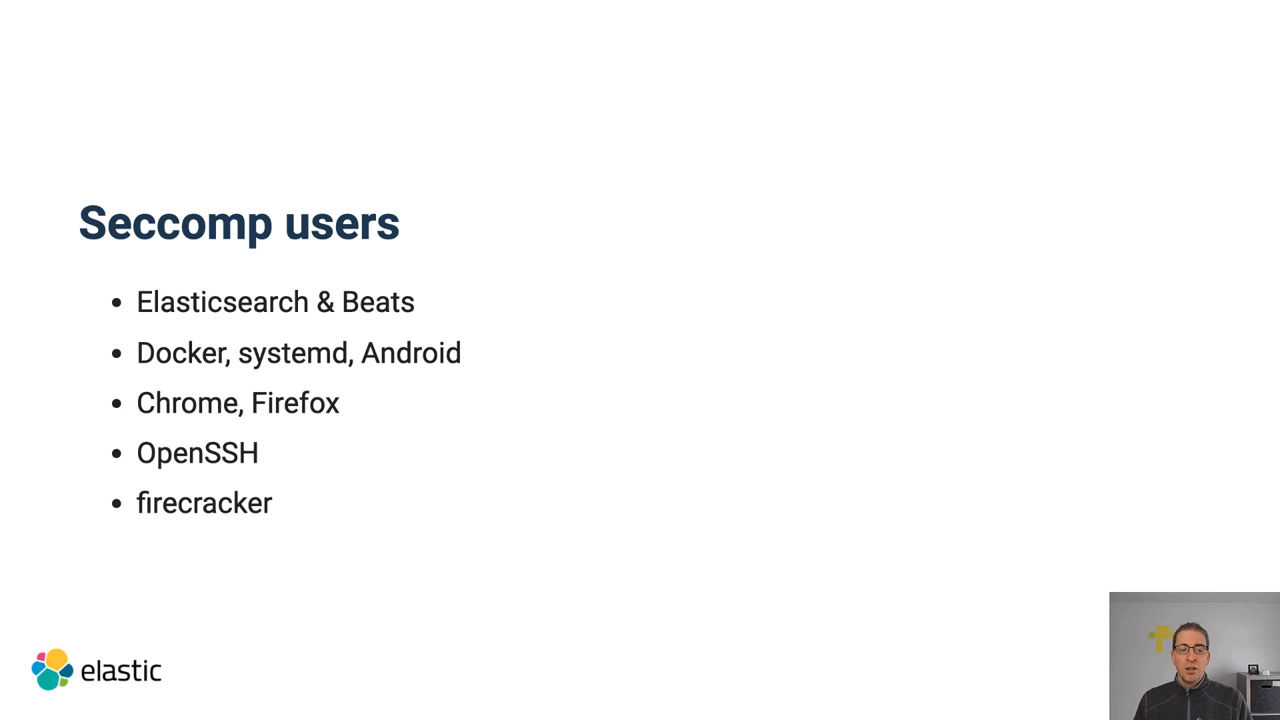 Seccomp users
• Elasticsearch & Beats
• Docker, systemd, Android
• Chrome, Firefox
• OpenSSH
• firecracker
elastic